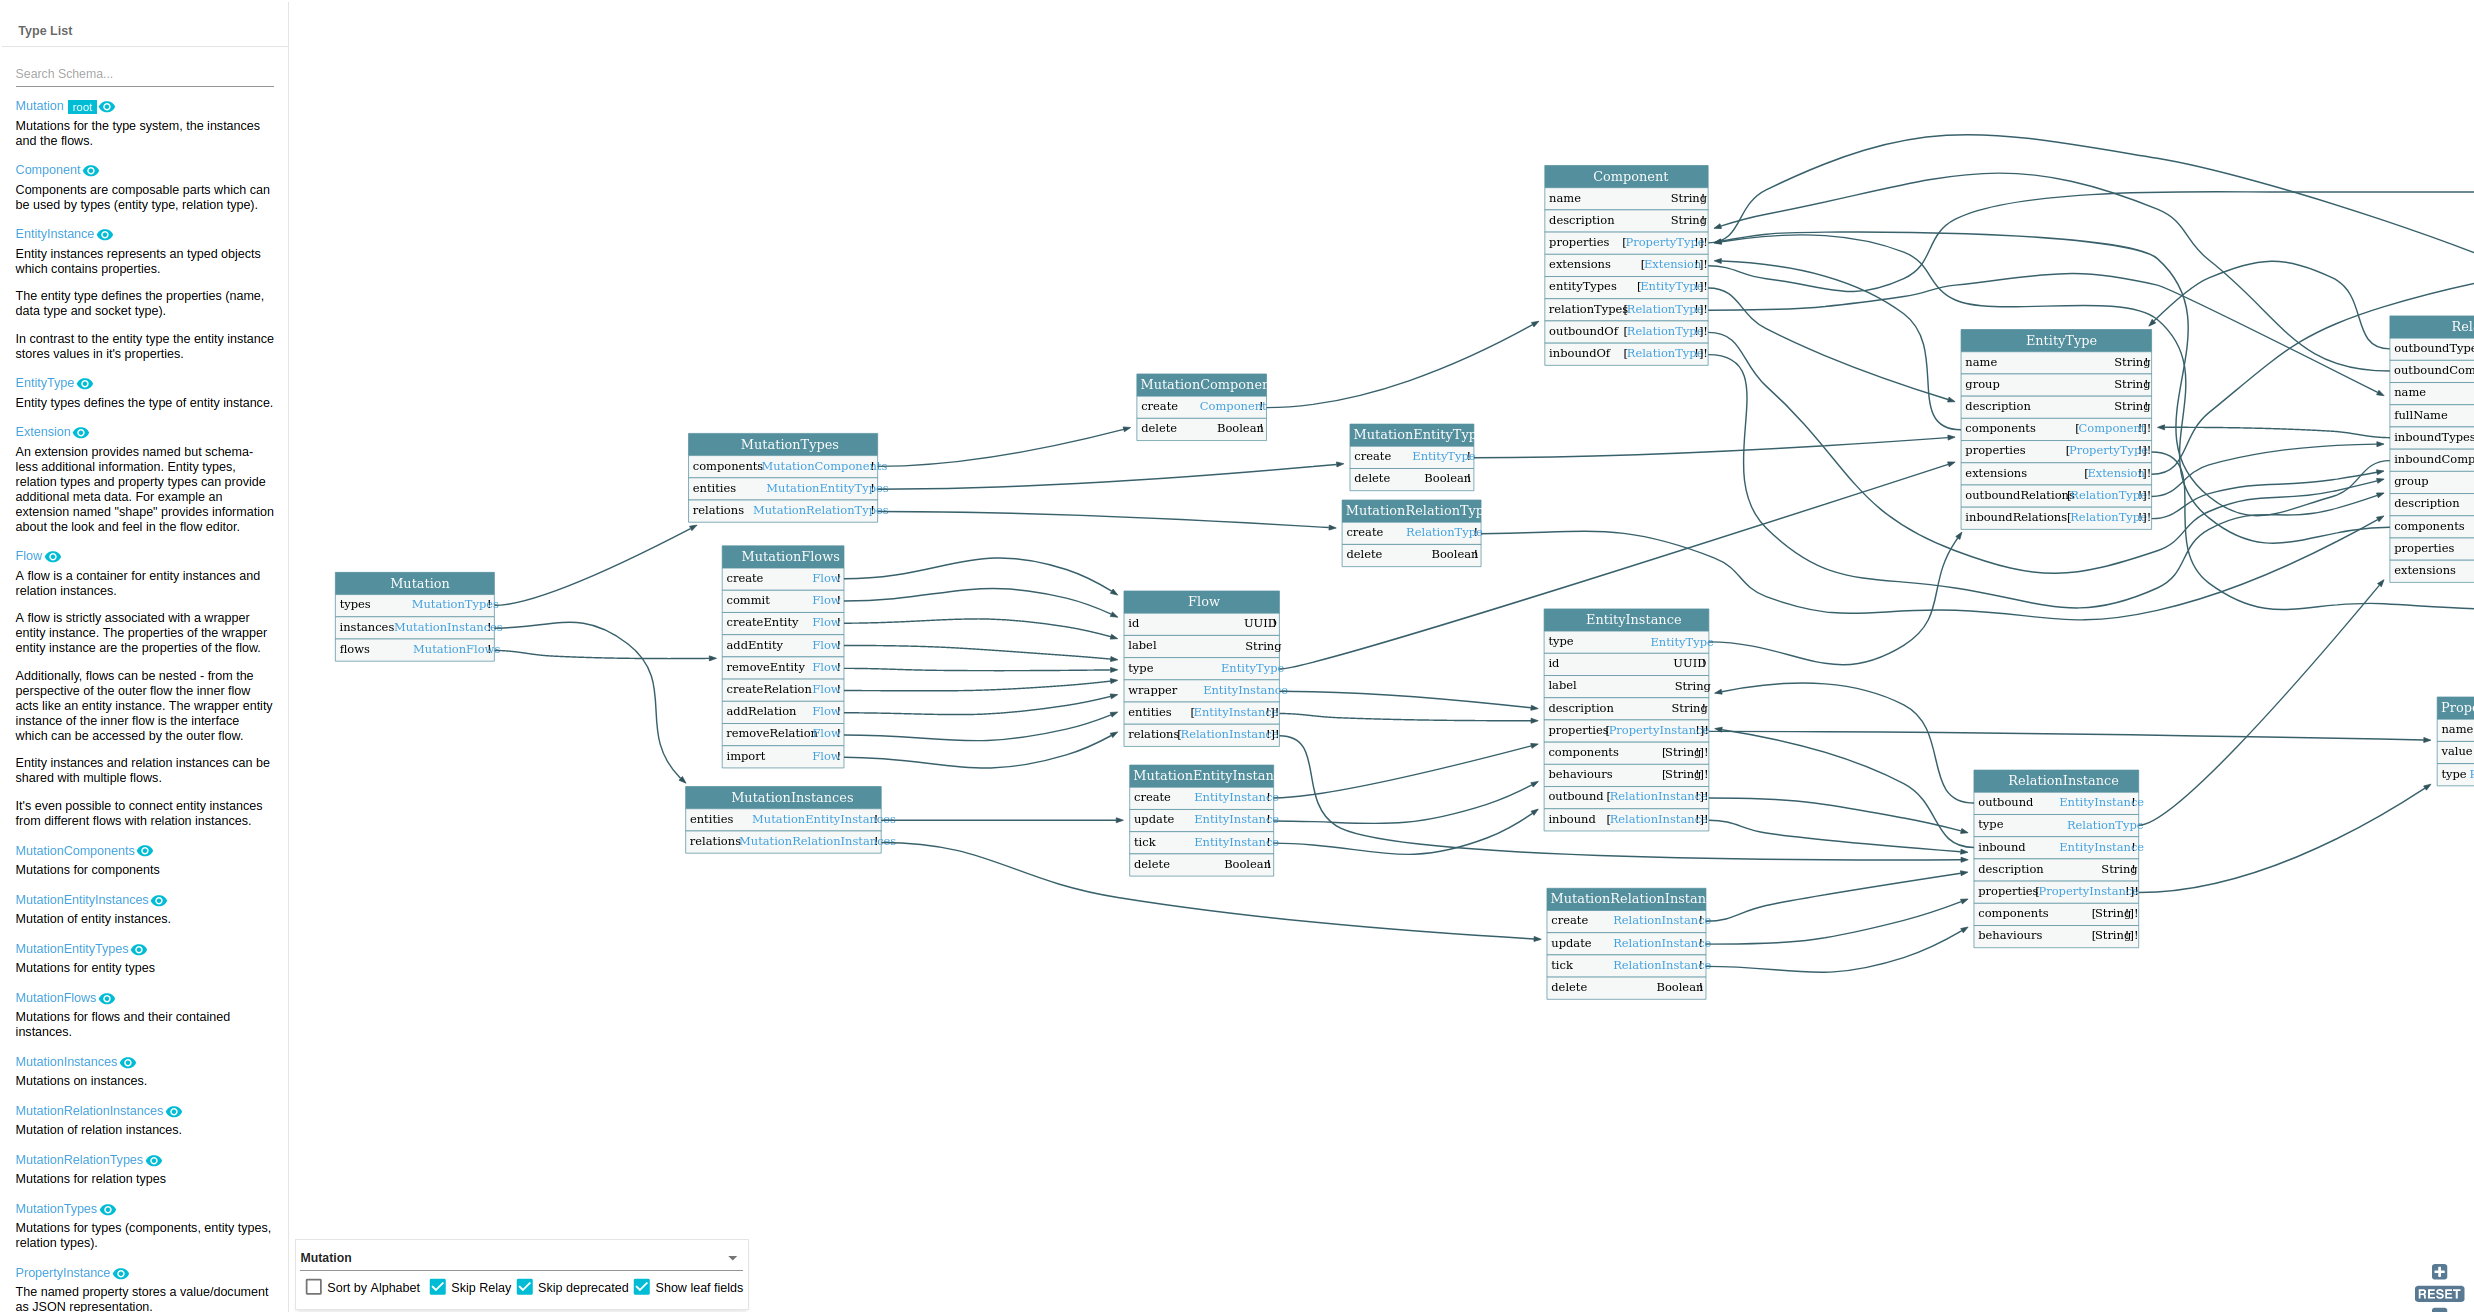 Type List
Search Schema...
Mutation root
Mutations for the type system, the instances
and the flows.
Component
Components are composable parts which can
be used by types (entity type, relation type).
EntityInstance
Entity instances represents an typed objects
which contains properties.
The entity type defines the properties (name,
data type and socket type).
In contrast to the entity type the entity instance
stores values in it's properties.
EntityType
Entity types defines the type of entity instance.
Extension
An extension provides named but schema-
less additional information. Entity types,
relation types and property types can provide
additional meta data. For example an
extension named "shape" provides information
about the look and feel in the flow editor.
Flow
A flow is a container for entity instances and
relation instances.
A flow is strictly associated with a wrapper
entity instance. The properties of the wrapper
entity instance are the properties of the flow.
Additionally, flows can be nested - from the
perspective of the outer flow the inner flow
acts like an entity instance. The wrapper entity
instance of the inner flow is the interface
which can be accessed by the outer flow.
Entity instances and relation instances can be
shared with multiple flows.
It's even possible to connect entity instances
from different flows with relation instances.
MutationComponents
Mutations for components
MutationEntityInstances
Mutation of entity instances.
MutationEntityTypes
Mutations for entity types
MutationFlows
Mutations for flows and their contained
instances.
MutationInstances
Mutations on instances.
MutationRelationInstances
Mutation of relation instances.
MutationRelationTypes
Mutations for relation types
MutationTypes
Mutations for types (components, entity types,
relation types).
PropertyInstance
The named property stores a value/document
as JSON representation.
Mutation
types MutationTypes!
instances MutationInstances!
flows MutationFlows!
MutationTypes
components MutationComponents!
entities MutationEntityTypes!
relations MutationRelationTypes!
MutationFlows
create Flow!
commit Flow!
createEntity Flow!
addEntity Flow!
removeEntity Flow!
createRelation Flow!
addRelation Flow!
removeRelation Flow!
import Flow!
MutationInstances
entities MutationEntityInstances!
relations MutationRelationInstances!
MutationComponen
create Component!
delete Boolean!
MutationEntityTyp
create EntityType!
delete Boolean!
MutationRelationTyp
create RelationType!
delete Boolean!
Flow
id UUID!
label String
type EntityType
wrapper EntityInstance
entities [EntityInstance!]!
relations [RelationInstance!]!
MutationEntityInstan
create EntityInstance!
update EntityInstance!
tick EntityInstance!
delete Boolean!
Component
name String!
description String!
properties [PropertyType!]!
extensions [Extension!]!
entityTypes [EntityType!]!
relationTypes [RelationType!]!
outboundOf [RelationType!]!
inboundOf [RelationType!]!
EntityInstance
type EntityType
id UUID!
label String
description String!
properties [PropertyInstance!]!
components [String!]!
behaviours [String!]!
outbound [RelationInstance!]!
inbound [RelationInstance!]!
MutationRelationInstan
create RelationInstance!
update RelationInstance!
tick RelationInstance!
delete Boolean!
EntityType
name String!
group String!
description String!
components [Component!]!
properties [PropertyType!]!
extensions [Extension!]!
outboundRelations [RelationType!]!
inboundRelations [RelationType!]!
RelationInstance
outbound EntityInstance!
type RelationType
inbound EntityInstance!
description String!
properties [PropertyInstance!]!
components [String!]!
behaviours [String!]!
Rel
outboundType
outboundCom
name
fullName
inboundTypes
inboundComp
group
description
components
properties
extensions
Prope
name
value
type P
Mutation
Sort by Alphabet Skip Relay Skip deprecated Show leaf fields
RESET